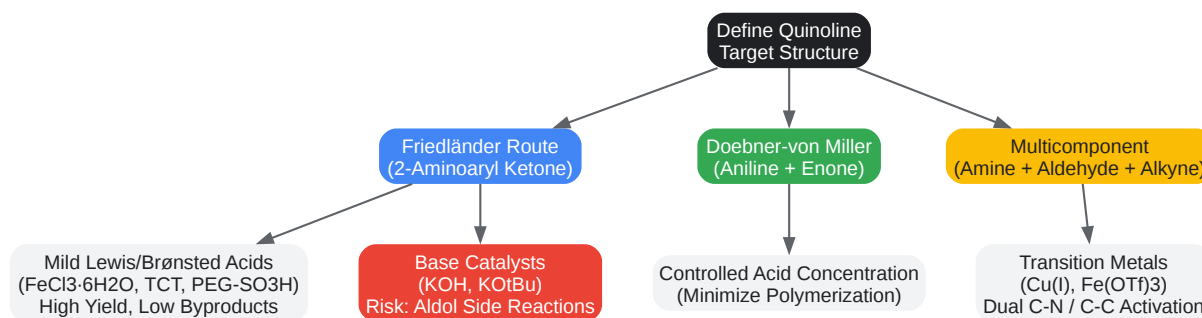 Define Quinoline
Target Structure
Friedländer Route
(2-Aminoaryl Ketone)
Doebner-von Miller
(Aniline + Enone)
Multicomponent
(Amine + Aldehyde + Alkyne)
Mild Lewis/Brønsted Acids
(FeCl3·6H2O, TCT, PEG-SO3H)
High Yield, Low Byproducts
Base Catalysts
(KOH, KOtBu)
Risk: Aldol Side Reactions
Controlled Acid Concentration
(Minimize Polymerization)
Transition Metals
(Cu(I), Fe(OTf)3)
Dual C-N / C-C Activation